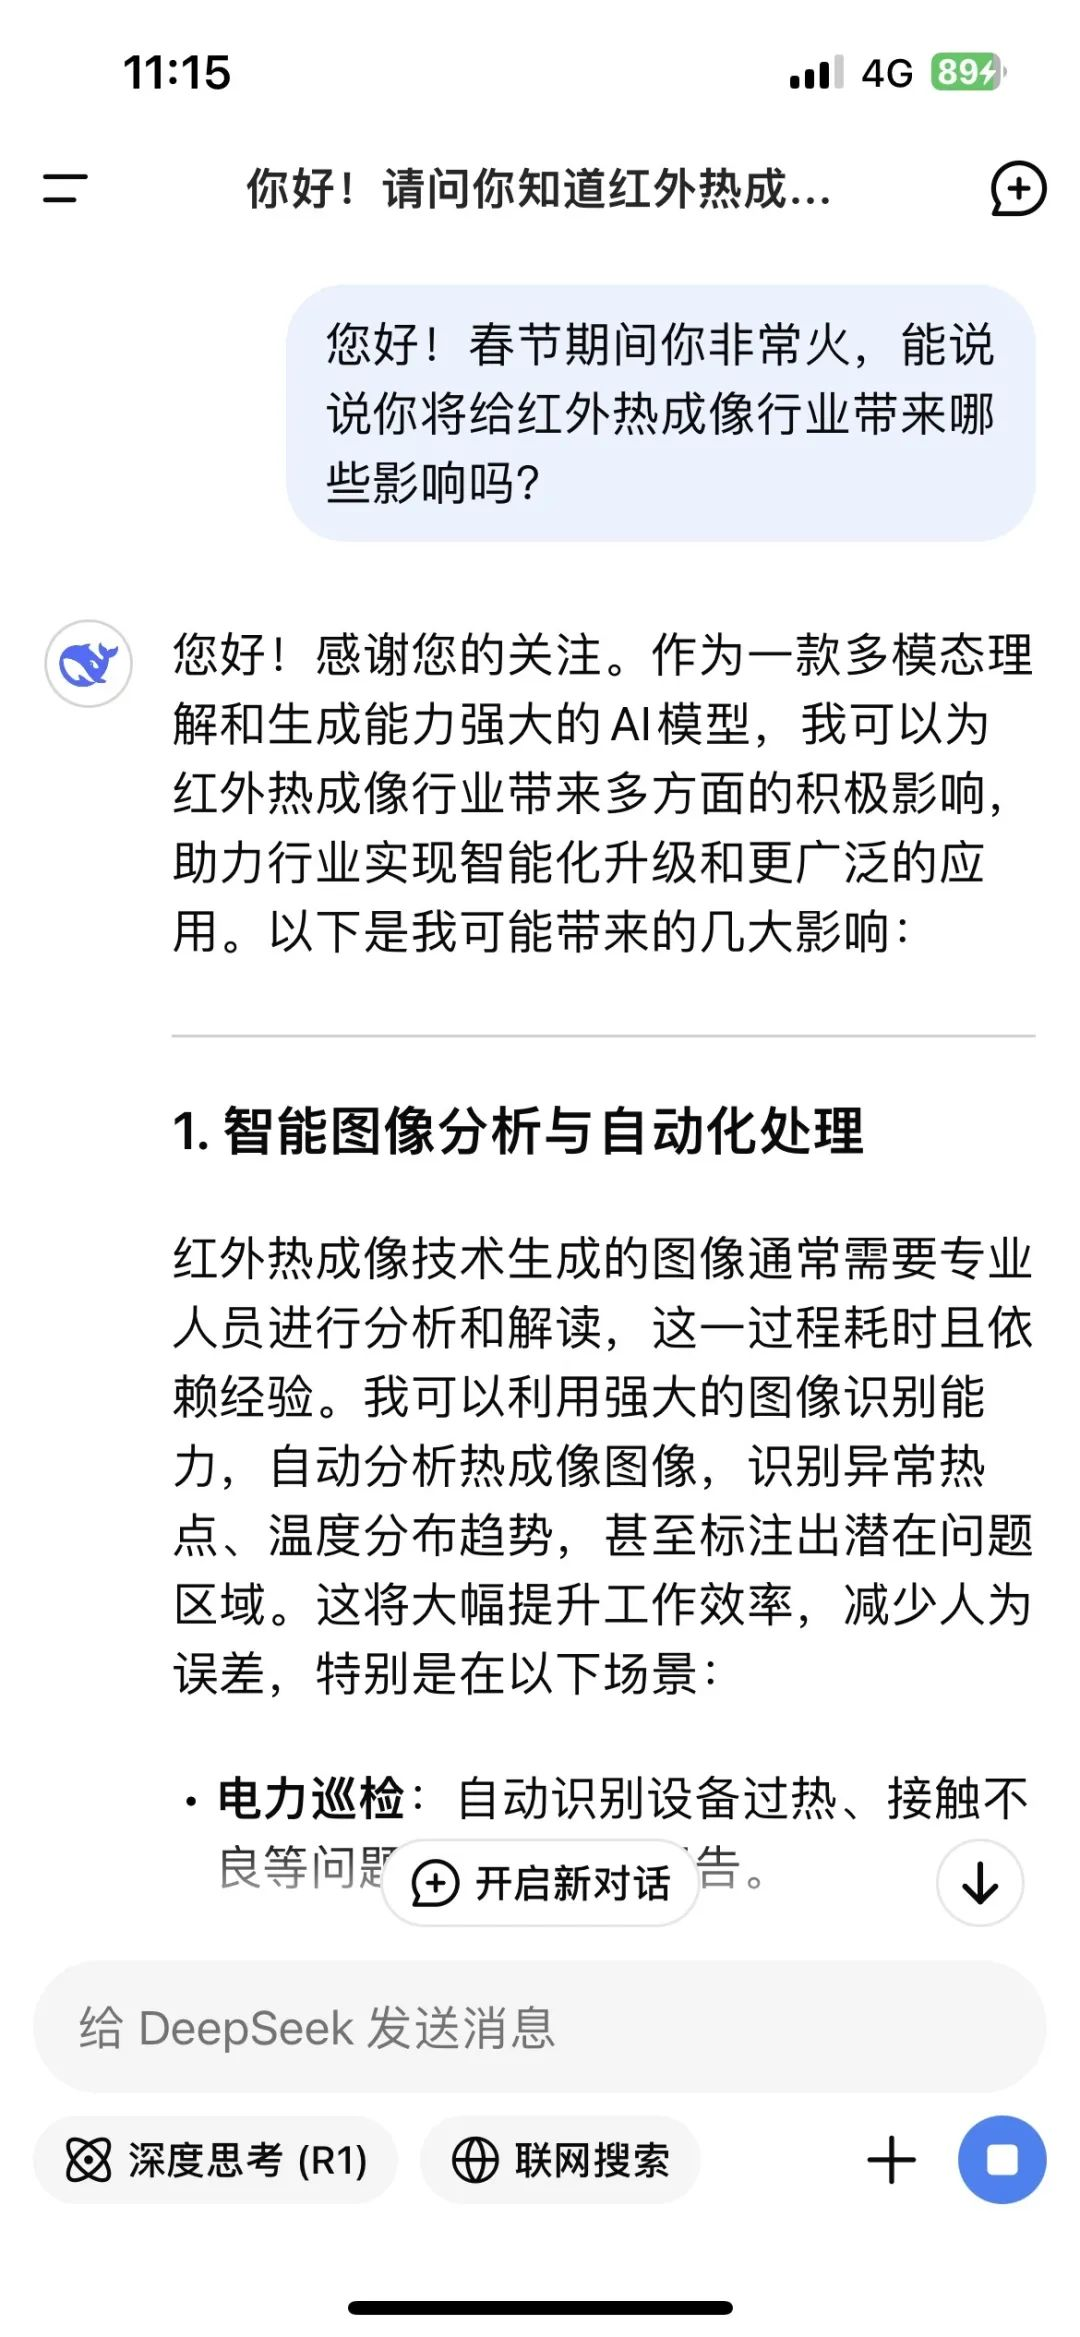 11:15
4G
89
你好！请问你知道红外热成...
您好！春节期间你非常火，能说
说你将给红外热成像行业带来哪
些影响吗？
您好！感谢您的关注。作为一款多模态理
解和生成能力强大的AI模型，我可以为
红外热成像行业带来多方面的积极影响，
助力行业实现智能化升级和更广泛的应
用。以下是我可能带来的几大影响：
1. 智能图像分析与自动化处理
红外热成像技术生成的图像通常需要专业
人员进行分析和解读，这一过程耗时且依
赖经验。我可以利用强大的图像识别能
力，自动分析热成像图像，识别异常热
点、温度分布趋势，甚至标注出潜在问题
区域。这将大幅提升工作效率，减少人为
误差，特别是在以下场景：
• 电力巡检：自动识别设备过热、接触不
良等问题 告。
开启新对话
给 DeepSeek 发送消息
深度思考 (R1)
联网搜索